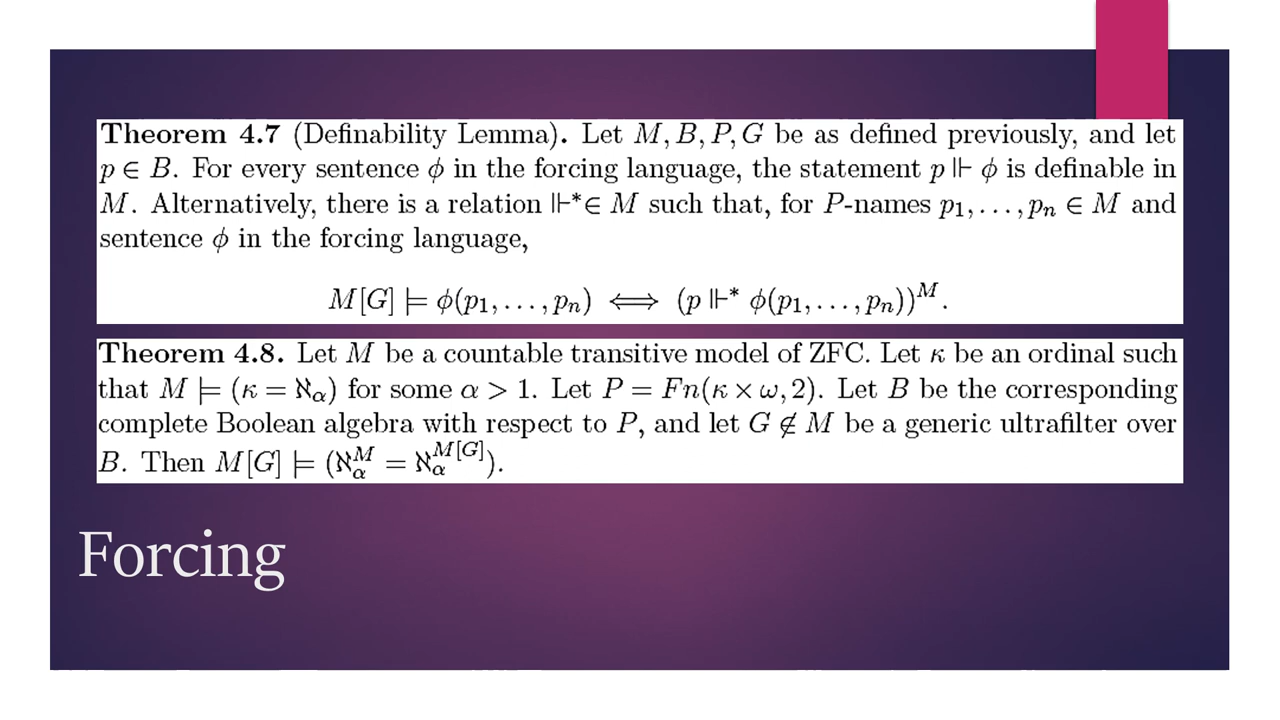 Theorem 4.7 (Definability Lemma). Let M, B, P, G be as defined previously, and let
p ∈ B. For every sentence ϕ in the forcing language, the statement p ⊩ ϕ is definable in
M. Alternatively, there is a relation ⊩*∈ M such that, for P-names p₁, . . . , pₙ ∈ M and
sentence ϕ in the forcing language,
M[G] ⊨ ϕ(p₁, . . . , pₙ) ⟺ (p ⊩* ϕ(p₁, . . . , pₙ))^M.
Theorem 4.8. Let M be a countable transitive model of ZFC. Let κ be an ordinal such
that M ⊨ (κ = ℵ_α) for some α > 1. Let P = Fn(κ × ω, 2). Let B be the corresponding
complete Boolean algebra with respect to P, and let G ∉ M be a generic ultrafilter over
B. Then M[G] ⊨ (ℵ_α^M = ℵ_α^{M[G]}).
Forcing